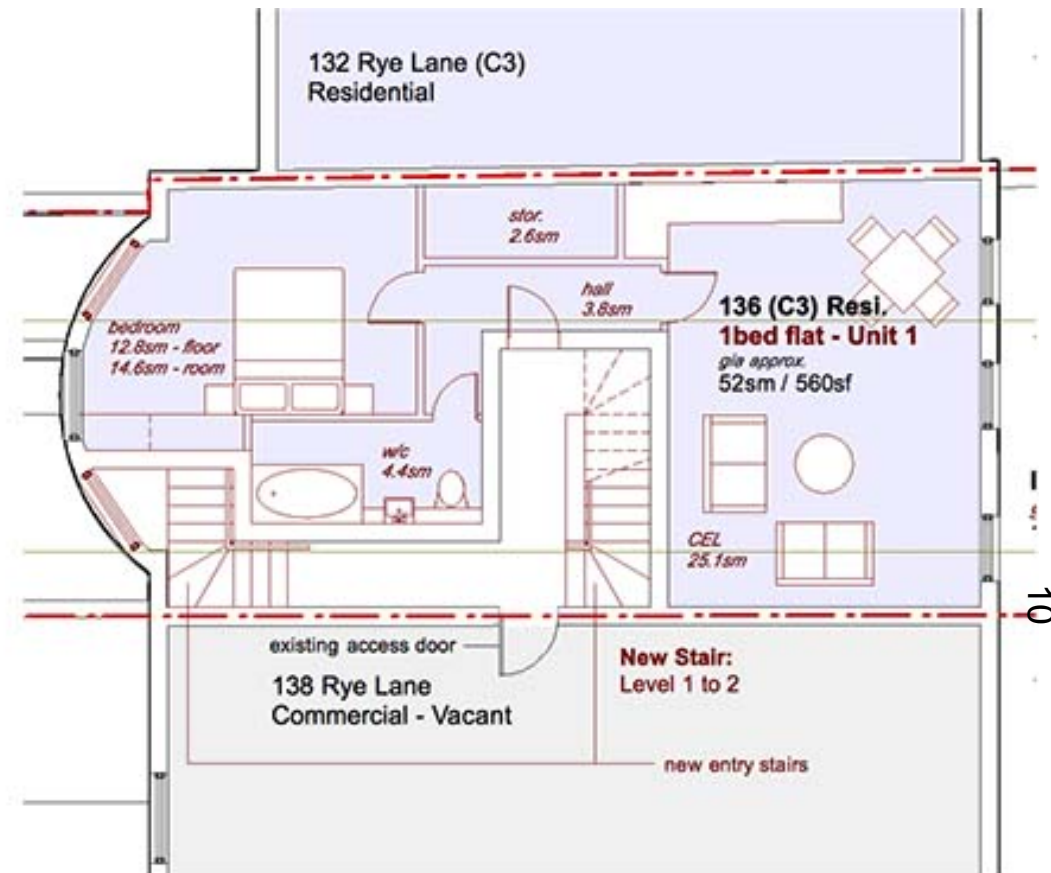 132 Rye Lane (C3)
Residential
stor.
2.6sm
hall
3.8sm
bedroom
12.8sm - floor
14.6sm - room
136 (C3) Resi.
1bed flat - Unit 1
gia approx.
52sm / 560sf
w/c
4.4sm
CEL
25.1sm
10
existing access door
138 Rye Lane
Commercial - Vacant
New Stair:
Level 1 to 2
new entry stairs